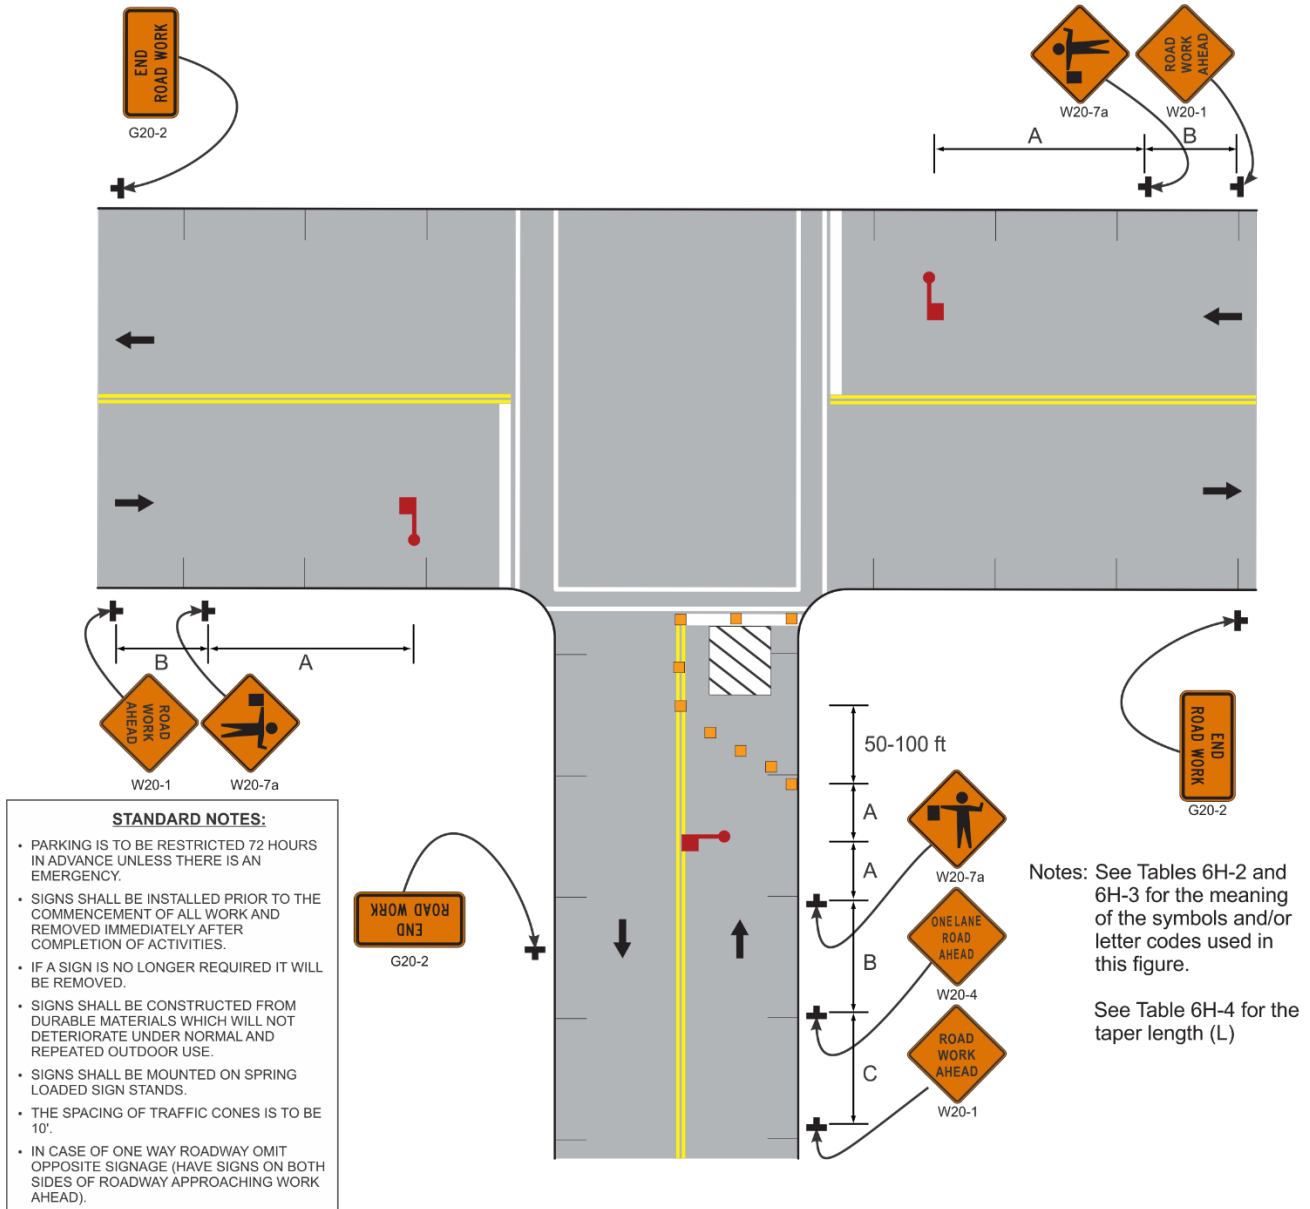 END
ROAD WORK
G20-2
W20-7a
ROAD
WORK
AHEAD
W20-1
A
B
B
A
ROAD
WORK
AHEAD
W20-1
W20-7a
50-100 ft
A
A
B
C
W20-7a
ONE LANE
ROAD
AHEAD
W20-4
ROAD
WORK
AHEAD
W20-1
END
ROAD WORK
G20-2
END
ROAD WORK
G20-2
STANDARD NOTES:
• PARKING IS TO BE RESTRICTED 72 HOURS
IN ADVANCE UNLESS THERE IS AN
EMERGENCY.
• SIGNS SHALL BE INSTALLED PRIOR TO THE
COMMENCEMENT OF ALL WORK AND
REMOVED IMMEDIATELY AFTER
COMPLETION OF ACTIVITIES.
• IF A SIGN IS NO LONGER REQUIRED IT WILL
BE REMOVED.
• SIGNS SHALL BE CONSTRUCTED FROM
DURABLE MATERIALS WHICH WILL NOT
DETERIORATE UNDER NORMAL AND
REPEATED OUTDOOR USE.
• SIGNS SHALL BE MOUNTED ON SPRING
LOADED SIGN STANDS.
• THE SPACING OF TRAFFIC CONES IS TO BE
10'.
• IN CASE OF ONE WAY ROADWAY OMIT
OPPOSITE SIGNAGE (HAVE SIGNS ON BOTH
SIDES OF ROADWAY APPROACHING WORK
AHEAD).
Notes: See Tables 6H-2 and
6H-3 for the meaning
of the symbols and/or
letter codes used in
this figure.
See Table 6H-4 for the
taper length (L)